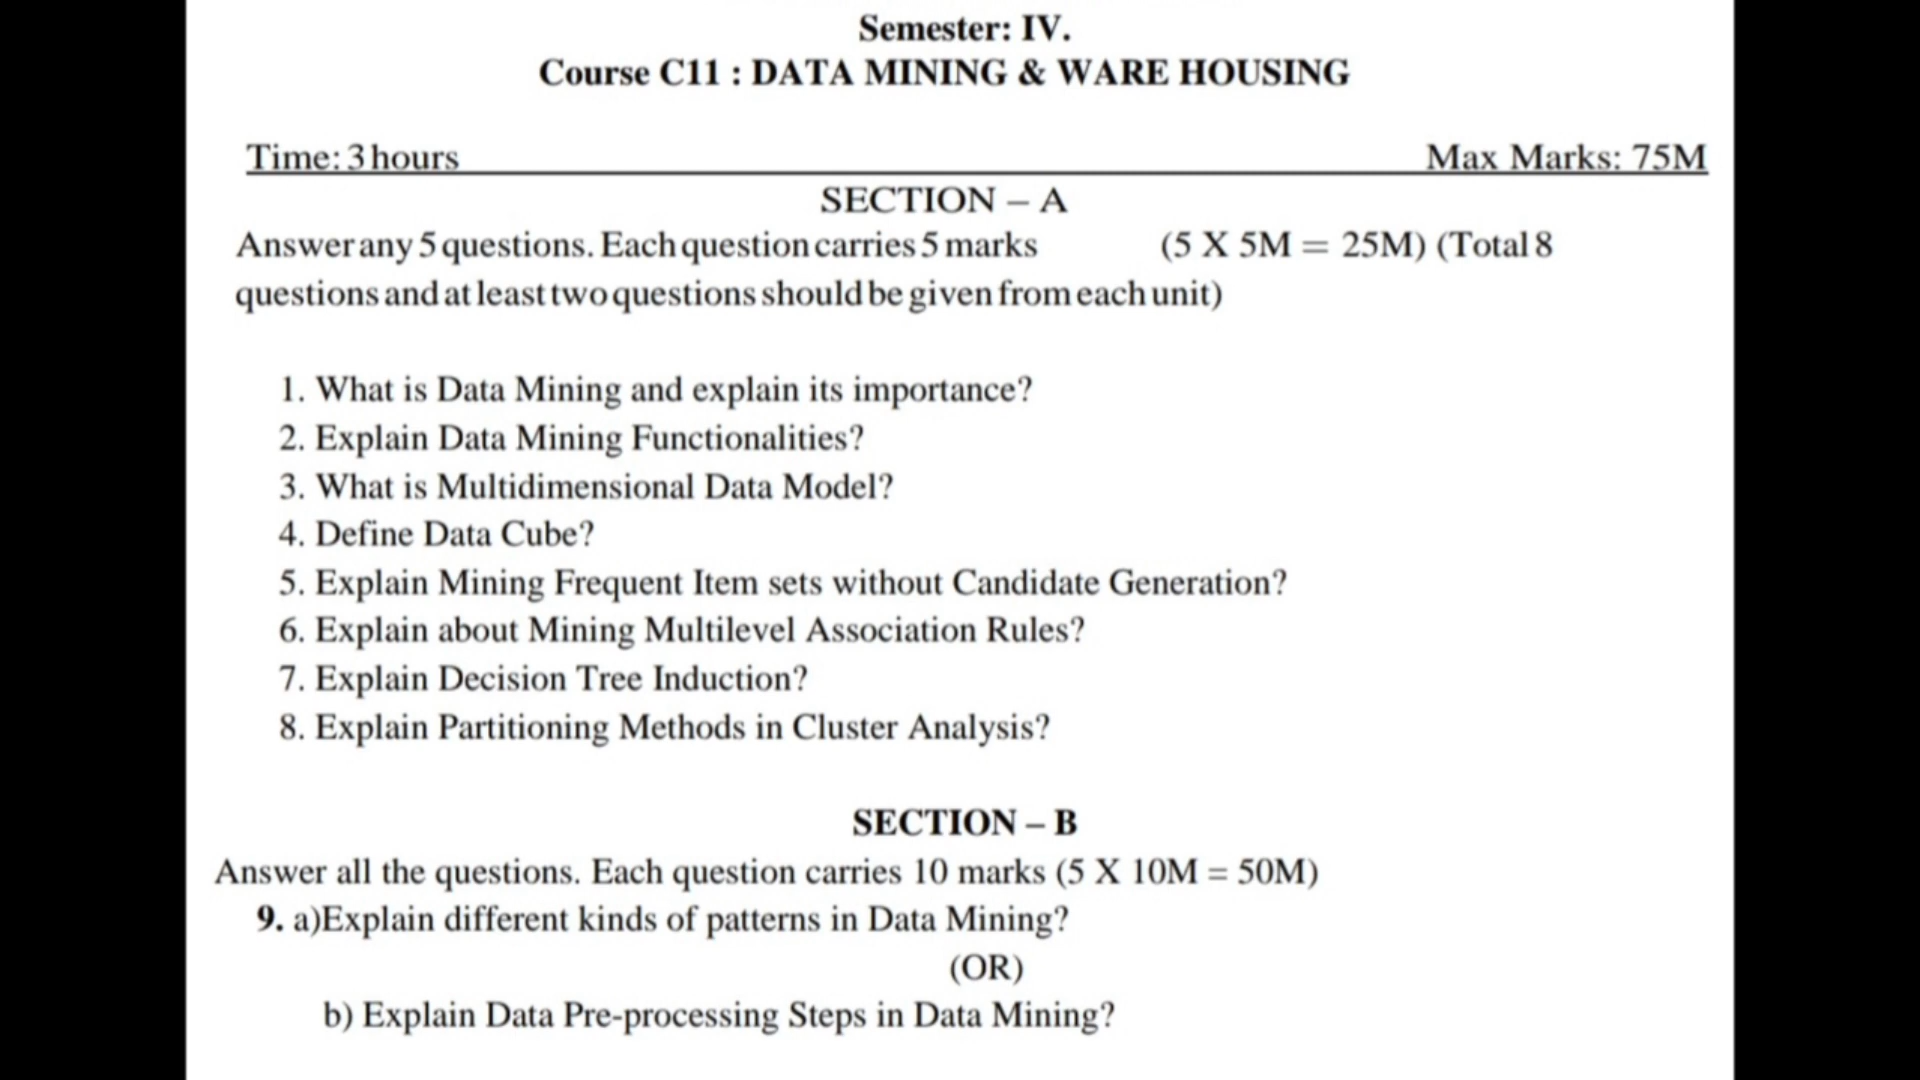 Semester: IV.
Course C11 : DATA MINING & WARE HOUSING
Time: 3 hours Max Marks: 75M
SECTION – A
Answer any 5 questions. Each question carries 5 marks (5 X 5M = 25M) (Total 8
questions and at least two questions should be given from each unit)
1. What is Data Mining and explain its importance?
2. Explain Data Mining Functionalities?
3. What is Multidimensional Data Model?
4. Define Data Cube?
5. Explain Mining Frequent Item sets without Candidate Generation?
6. Explain about Mining Multilevel Association Rules?
7. Explain Decision Tree Induction?
8. Explain Partitioning Methods in Cluster Analysis?
SECTION – B
Answer all the questions. Each question carries 10 marks (5 X 10M = 50M)
9. a)Explain different kinds of patterns in Data Mining?
(OR)
b) Explain Data Pre-processing Steps in Data Mining?